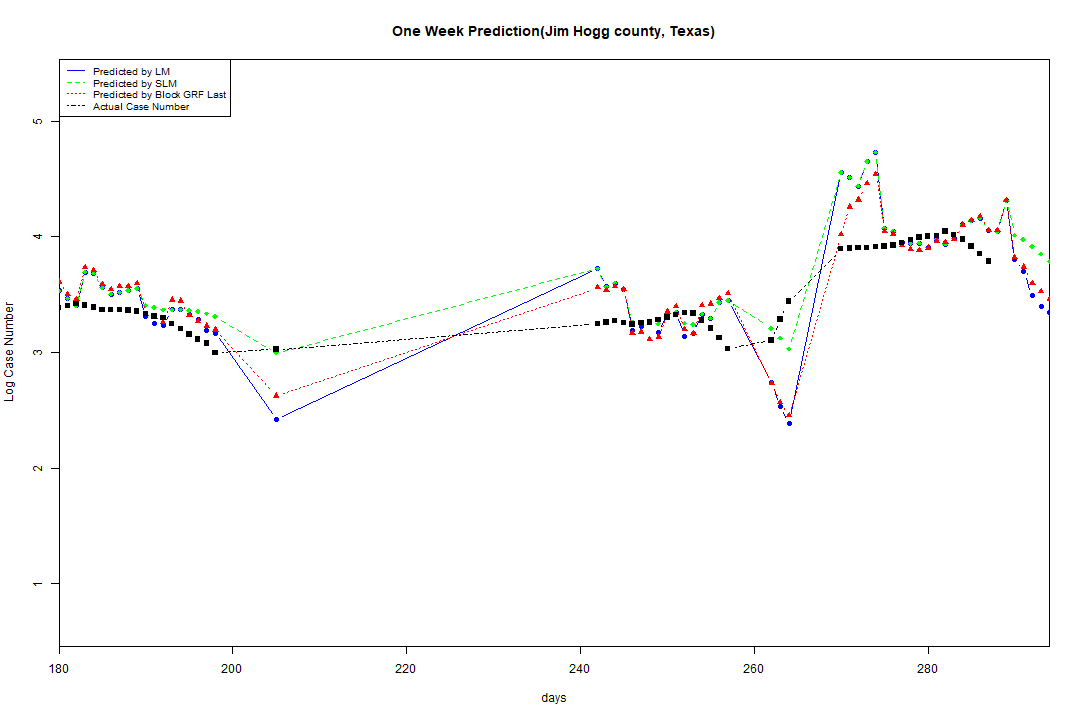 One Week Prediction(Jim Hogg county, Texas)
Predicted by LM
Predicted by SLM
Predicted by Block GRF Last
Actual Case Number
5
4
3
2
1
Log Case Number
180 200 220 240 260 280
days